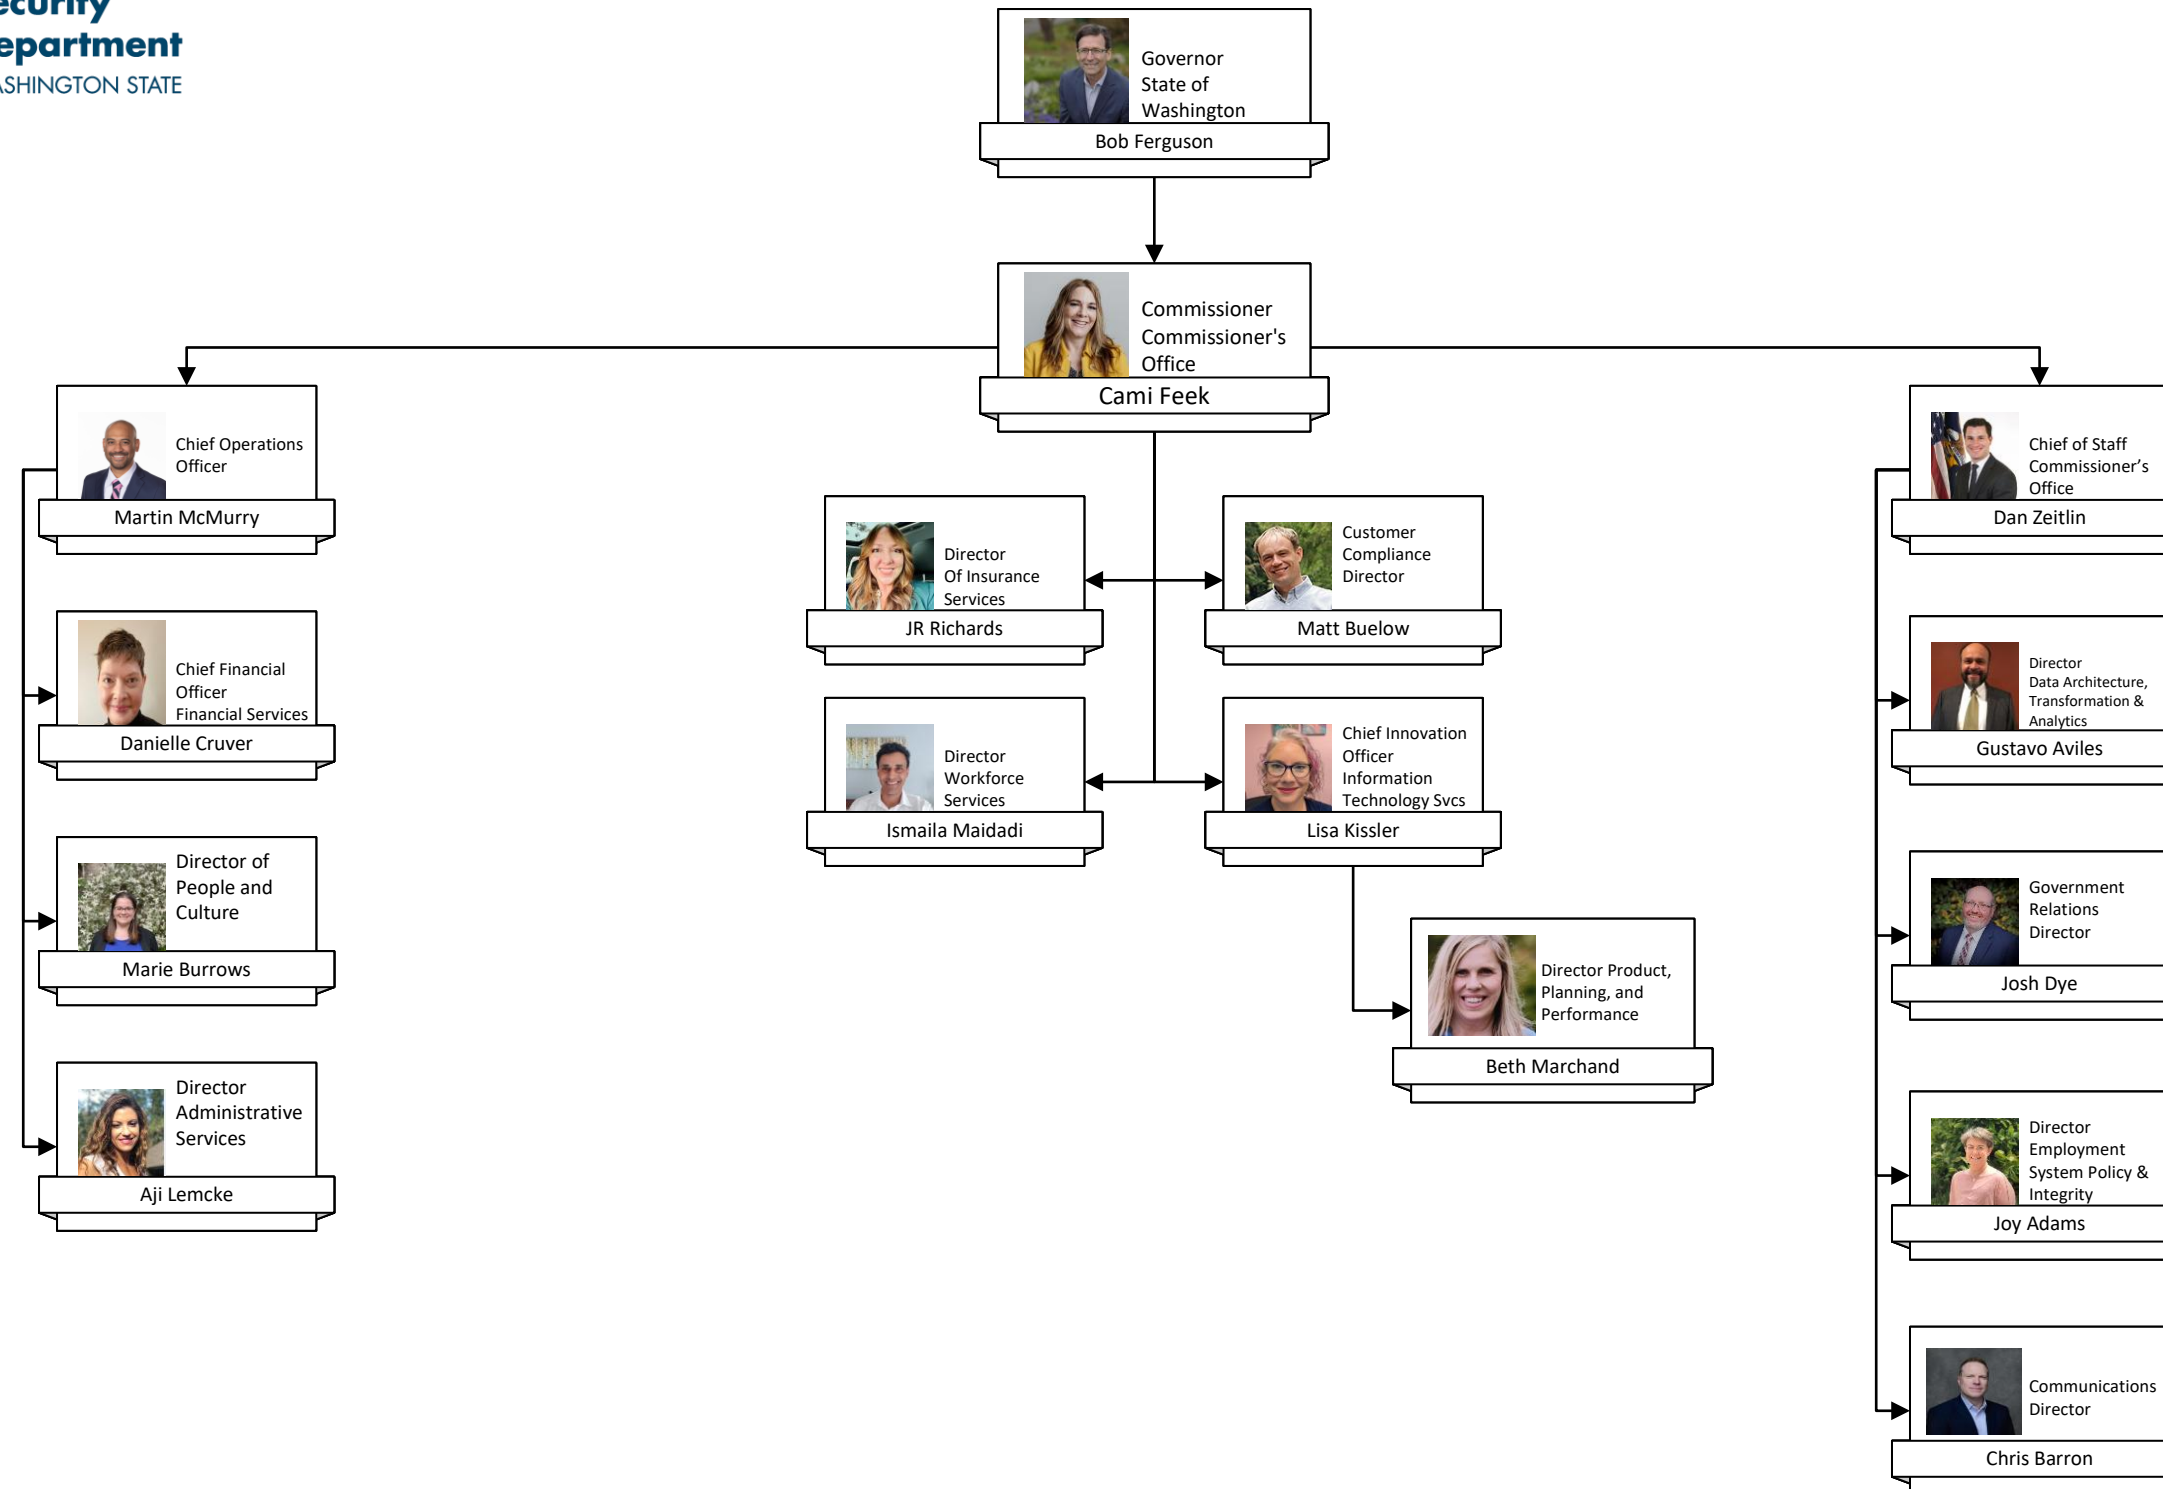 Department
WASHINGTON STATE
Governor
State of
Washington
Bob Ferguson
Commissioner
Commissioner's
Office
Cami Feek
Chief Operations
Officer
Martin McMurry
Chief of Staff
Commissioner’s
Office
Dan Zeitlin
Director
Of Insurance
Services
JR Richards
Customer
Compliance
Director
Matt Buelow
Chief Financial
Officer
Financial Services
Danielle Cruver
Director
Data Architecture,
Transformation &
Analytics
Gustavo Aviles
Director
Workforce
Services
Ismaila Maidadi
Chief Innovation
Officer
Information
Technology Svcs
Lisa Kissler
Director of
People and
Culture
Marie Burrows
Government
Relations
Director
Josh Dye
Director Product,
Planning, and
Performance
Beth Marchand
Director
Administrative
Services
Aji Lemcke
Director
Employment
System Policy &
Integrity
Joy Adams
Communications
Director
Chris Barron